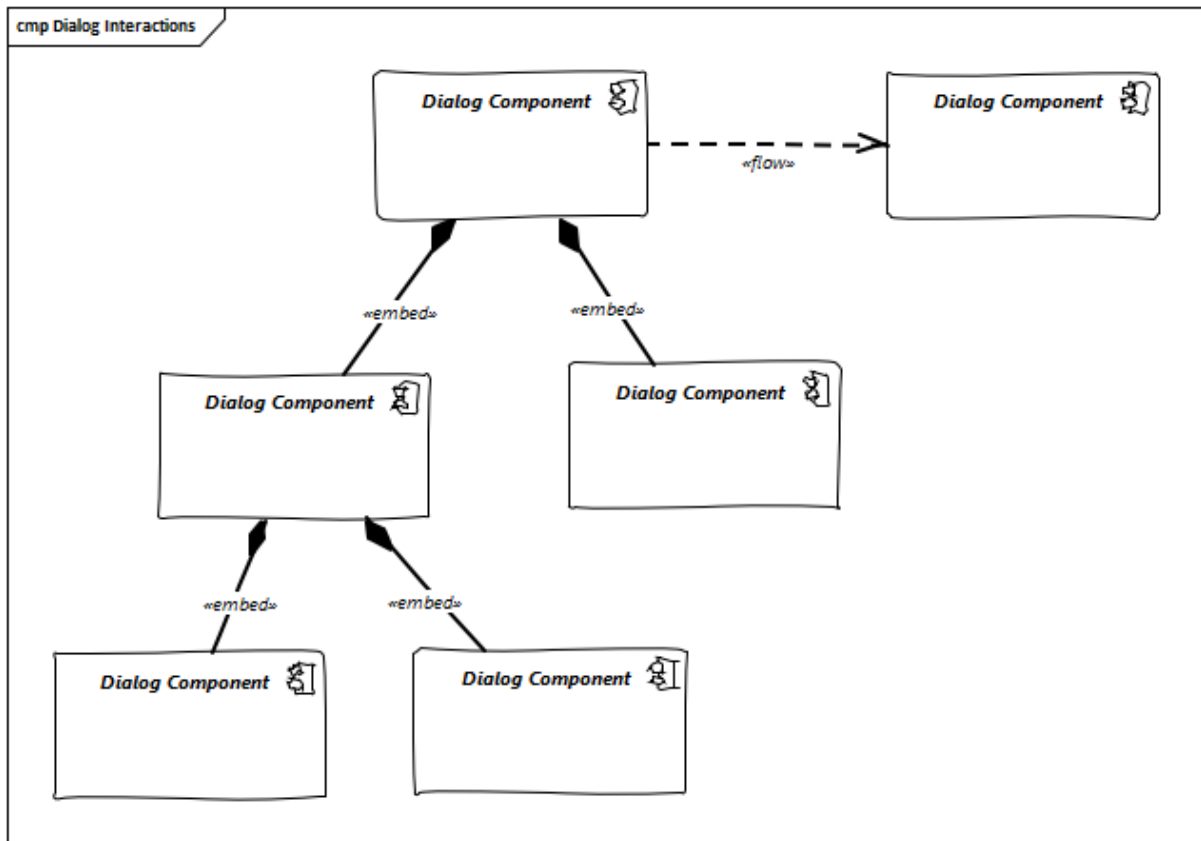 cmp Dialog Interactions
Dialog Component
Dialog Component
«flow»
«embed»
«embed»
Dialog Component
Dialog Component
«embed»
«embed»
Dialog Component
Dialog Component